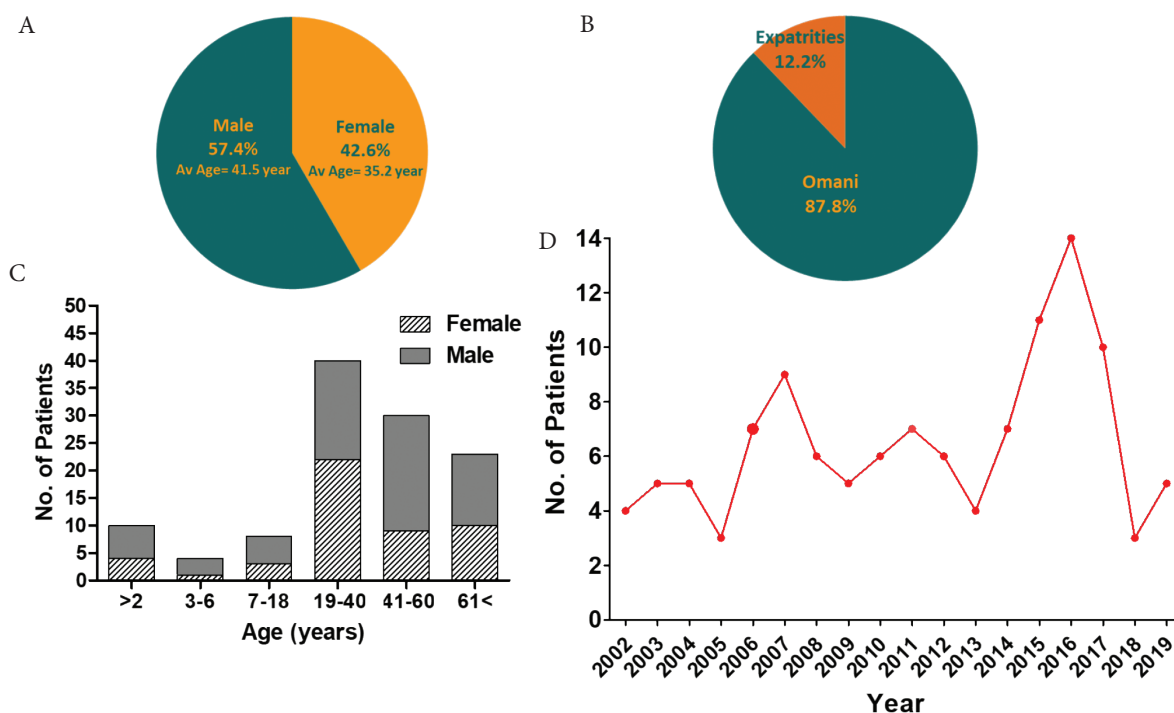 A
Male
57.4%
Av Age= 41.5 year
Female
42.6%
Av Age= 35.2 year
B
Expatrities
12.2%
Omani
87.8%
C
50
45
40
35
30
25
20
15
10
5
0
No. of Patients
Female
Male
>2 3-6 7-18 19-40 41-60 61<
Age (years)
D
14
12
10
8
6
4
2
0
No. of Patients
2002 2003 2004 2005 2006 2007 2008 2009 2010 2011 2012 2013 2014 2015 2016 2017 2018 2019
Year